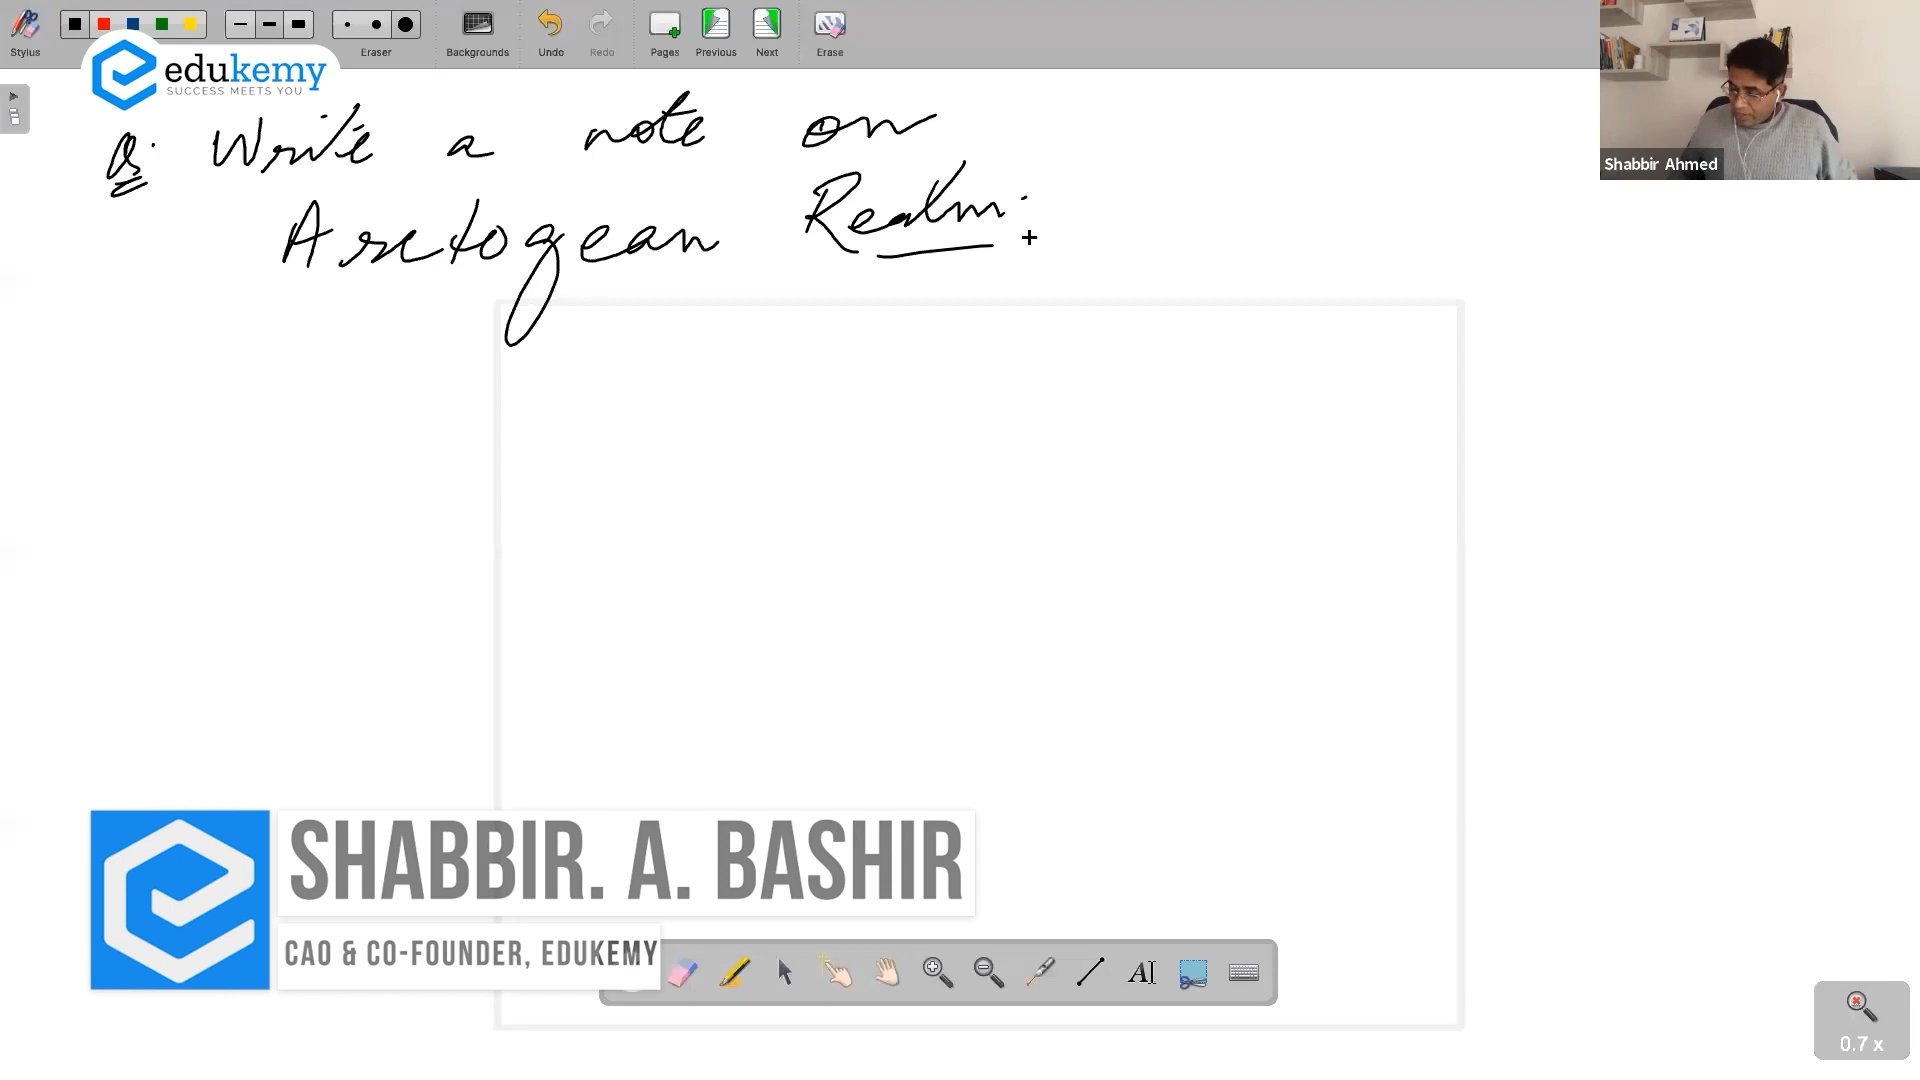 Stylus
Eraser
Backgrounds
Undo
Redo
Pages
Previous
Next
Erase
edukemy
SUCCESS MEETS YOU
Shabbir Ahmed
Q. Write a note on
Arctogean Realm.
SHABBIR. A. BASHIR
CAO & CO-FOUNDER, EDUKEMY
AI
0.7 x